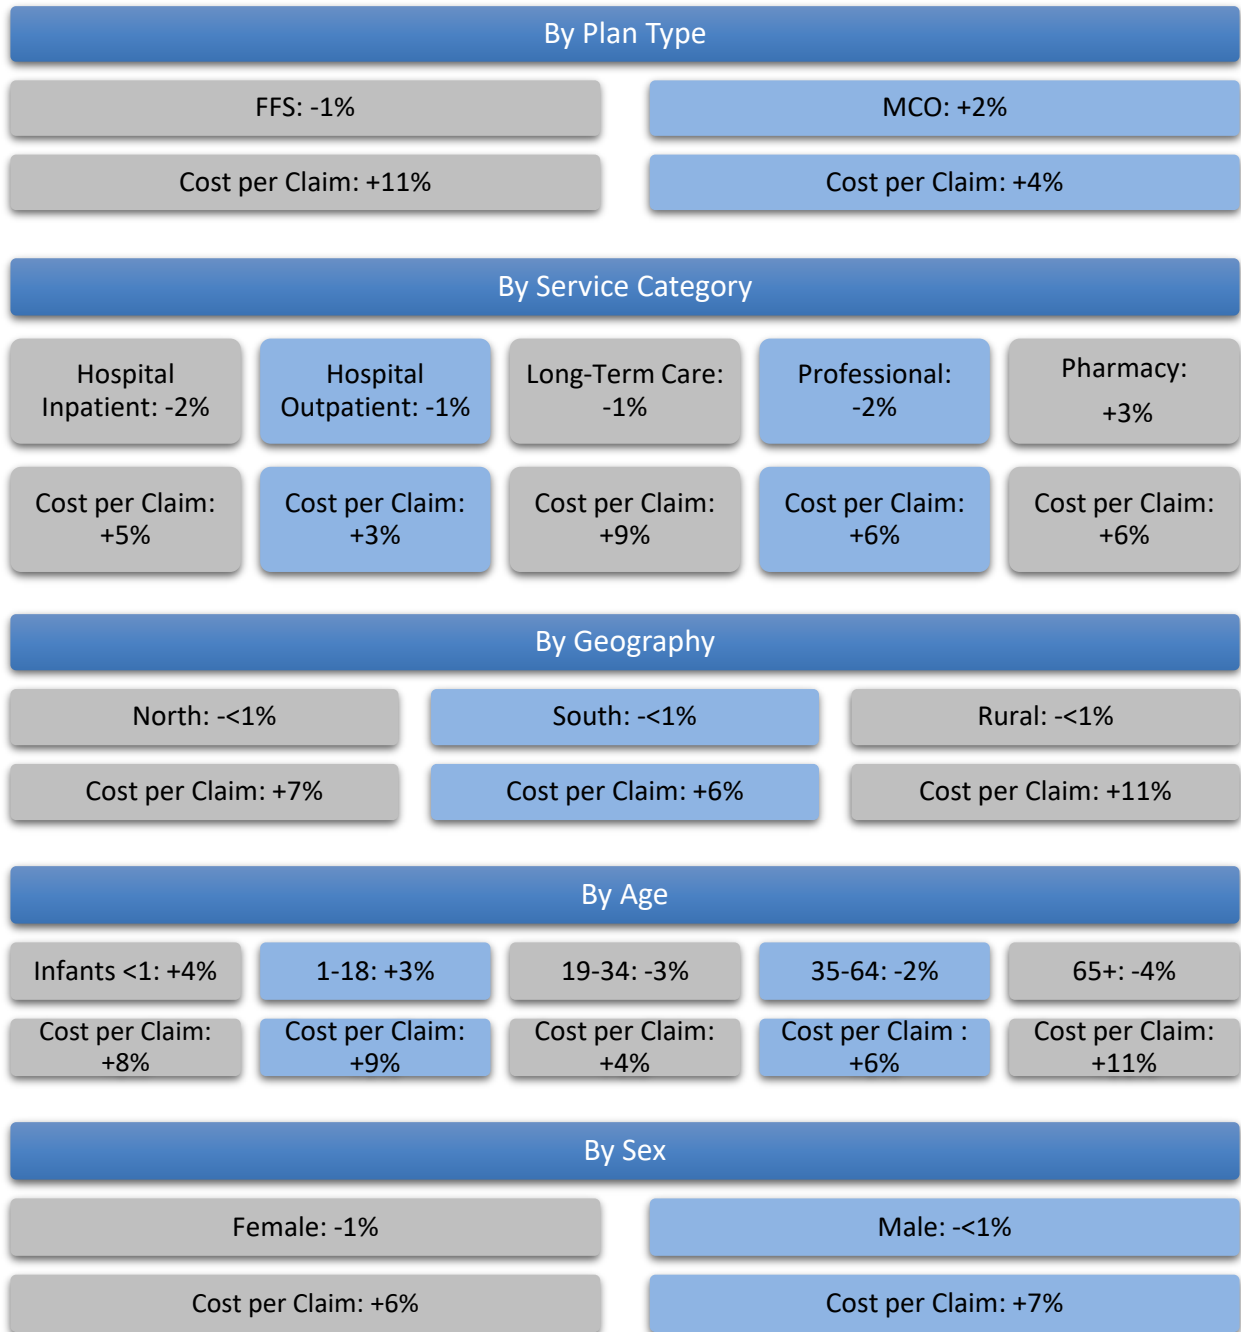 By Plan Type
FFS: -1%
MCO: +2%
Cost per Claim: +11%
Cost per Claim: +4%
By Service Category
Hospital
Inpatient: -2%
Hospital
Outpatient: -1%
Long-Term Care:
-1%
Professional:
-2%
Pharmacy:
+3%
Cost per Claim:
+5%
Cost per Claim:
+3%
Cost per Claim:
+9%
Cost per Claim:
+6%
Cost per Claim:
+6%
By Geography
North: -<1%
South: -<1%
Rural: -<1%
Cost per Claim: +7%
Cost per Claim: +6%
Cost per Claim: +11%
By Age
Infants <1: +4%
1-18: +3%
19-34: -3%
35-64: -2%
65+: -4%
Cost per Claim:
+8%
Cost per Claim:
+9%
Cost per Claim:
+4%
Cost per Claim :
+6%
Cost per Claim:
+11%
By Sex
Female: -1%
Male: -<1%
Cost per Claim: +6%
Cost per Claim: +7%